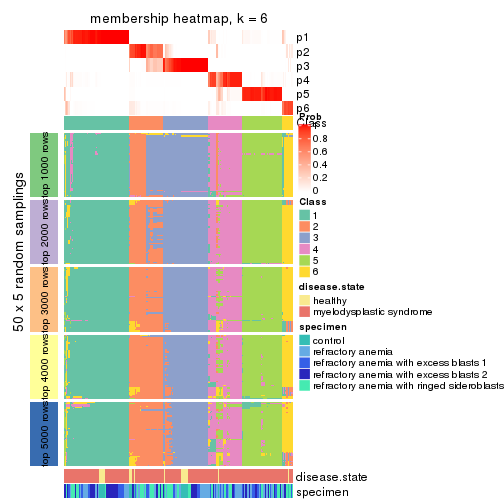 membership heatmap, k = 6
p1
p2
p3
p4
p5
p6
Class
Prob
1
0.8
0.6
0.4
0.2
0
Class
1
2
3
4
5
6
disease.state
healthy
myelodysplastic syndrome
specimen
control
refractory anemia
refractory anemia with excess blasts 1
refractory anemia with excess blasts 2
refractory anemia with ringed sideroblasts
50 x 5 random samplings
top 1000 rows
top 2000 rows
top 3000 rows
top 4000 rows
top 5000 rows
disease.state
specimen